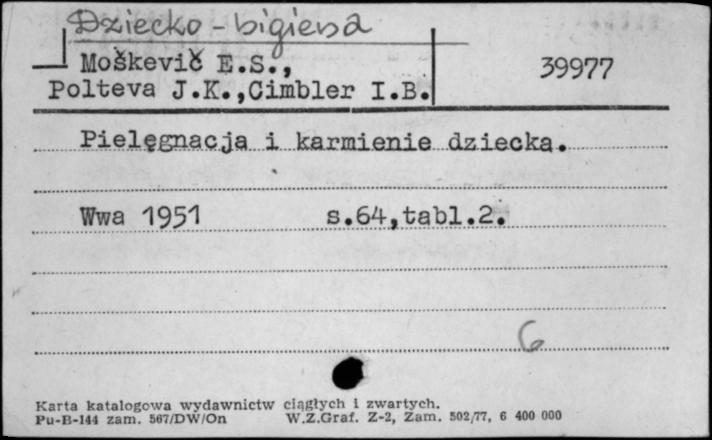 Dziecko - higiena
Moškevič E.S.,
39977
Polteva J.K.,Cimbler I.B.
Pielęgnacja i karmienie dziecka.
Wwa 1951 s.64,tabl.2.
6
Karta katalogowa wydawnictw ciągłych i zwartych.
Pu-B-144 zam. 567/DW/On W.Z.Graf. Z-2, Zam. 502/77, 6 400 000